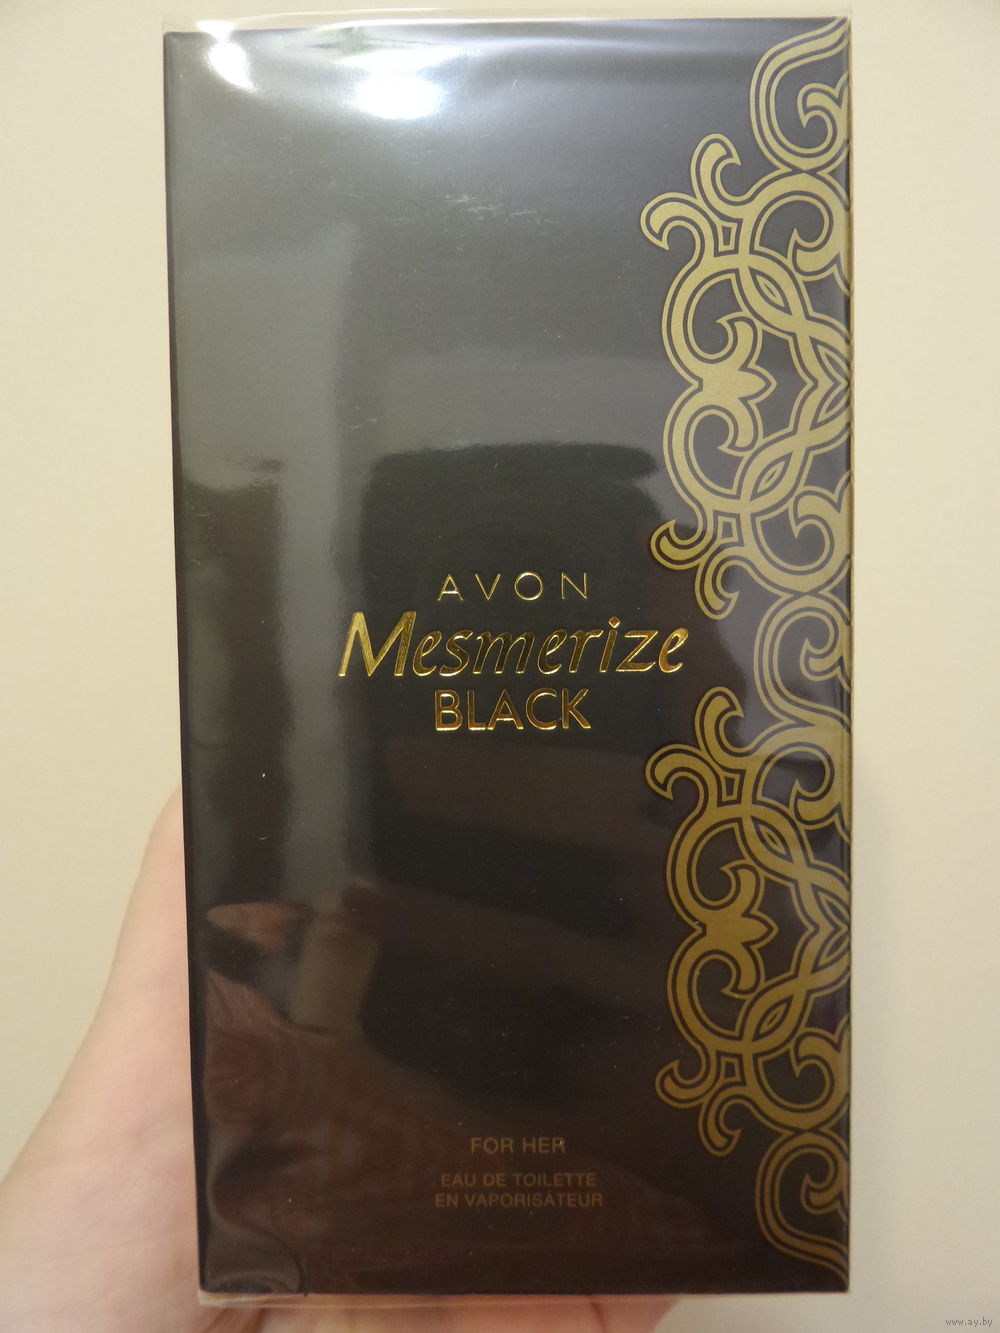 AVON
Mesmerize
BLACK
FOR HER
EAU DE TOILETTE
EN VAPORISATEUR
www.ay.by